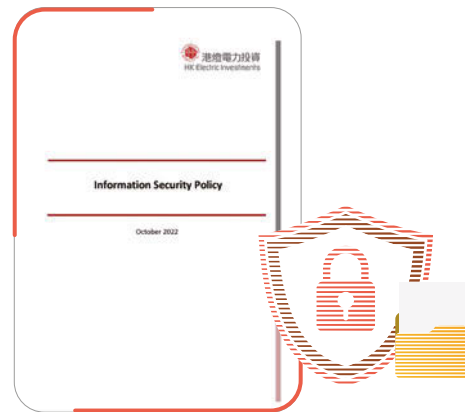 港燈電力投資
HK Electric Investments
Information Security Policy
October 2022